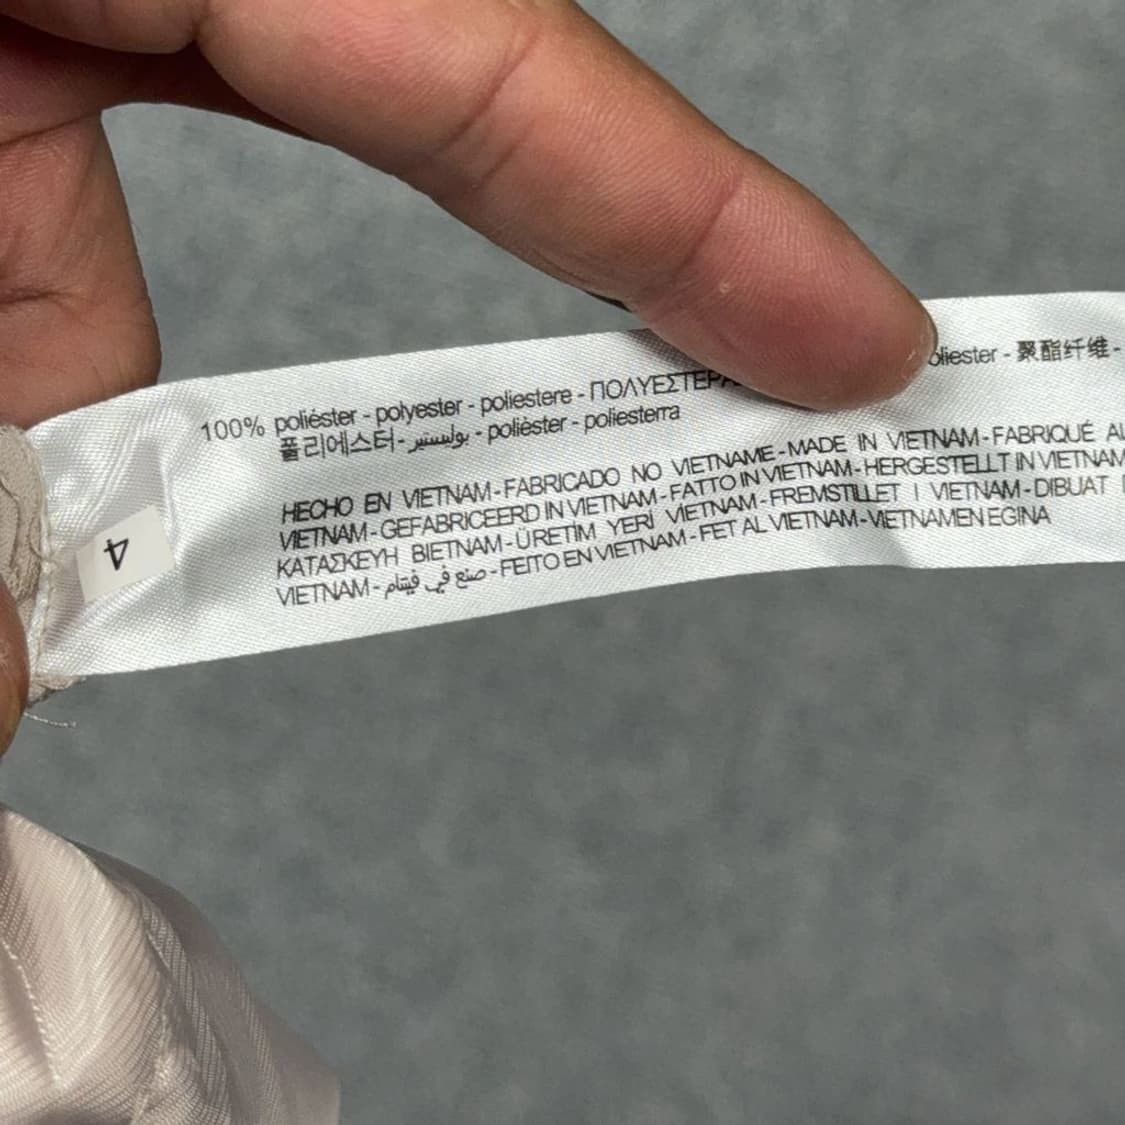 100% poliéster - polyester - poliestere - ΠΟΛΥΕΣΤΕΡΑ oliester - 聚酯纤维 -
폴리에스터 - بوليستير - polièster - poliesterra
HECHO EN VIETNAM - FABRICADO NO VIETNAME - MADE IN VIETNAM - FABRIQUÉ AU
VIETNAM - GEFABRICEERD IN VIETNAM - FATTO IN VIETNAM - HERGESTELLT IN VIETNAM
ΚΑΤΑΣΚΕΥΗ ΒΙΕΤΝΑΜ - ÜRETİM YERİ VİETNAM - FREMSTILLET I VIETNAM - DIBUAT
VIETNAM - صنع في فيتنام - FEITO EN VIETNAM - FET AL VIETNAM - VIETNAMEN EGINA
4